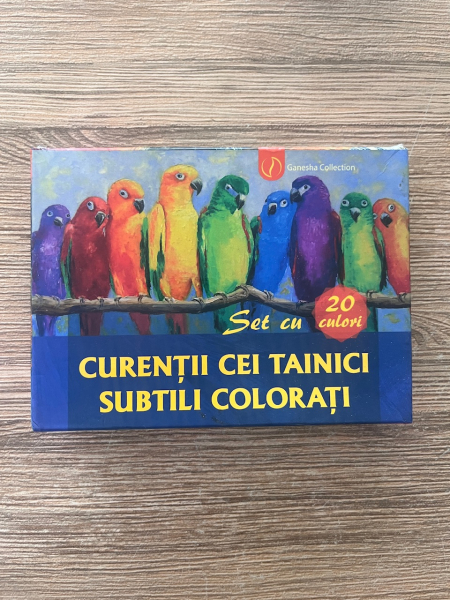 Ganesha Collection
Set cu 20 culori
CURENȚII CEI TAINICI
SUBTILI COLORAȚI